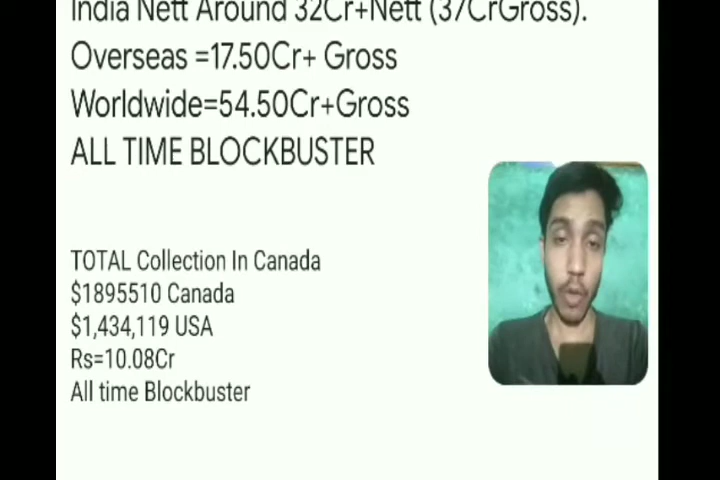 India Nett Around 32Cr+Nett (37CrGross).
Overseas =17.50Cr+ Gross
Worldwide=54.50Cr+Gross
ALL TIME BLOCKBUSTER
TOTAL Collection In Canada
$1895510 Canada
$1,434,119 USA
Rs=10.08Cr
All time Blockbuster